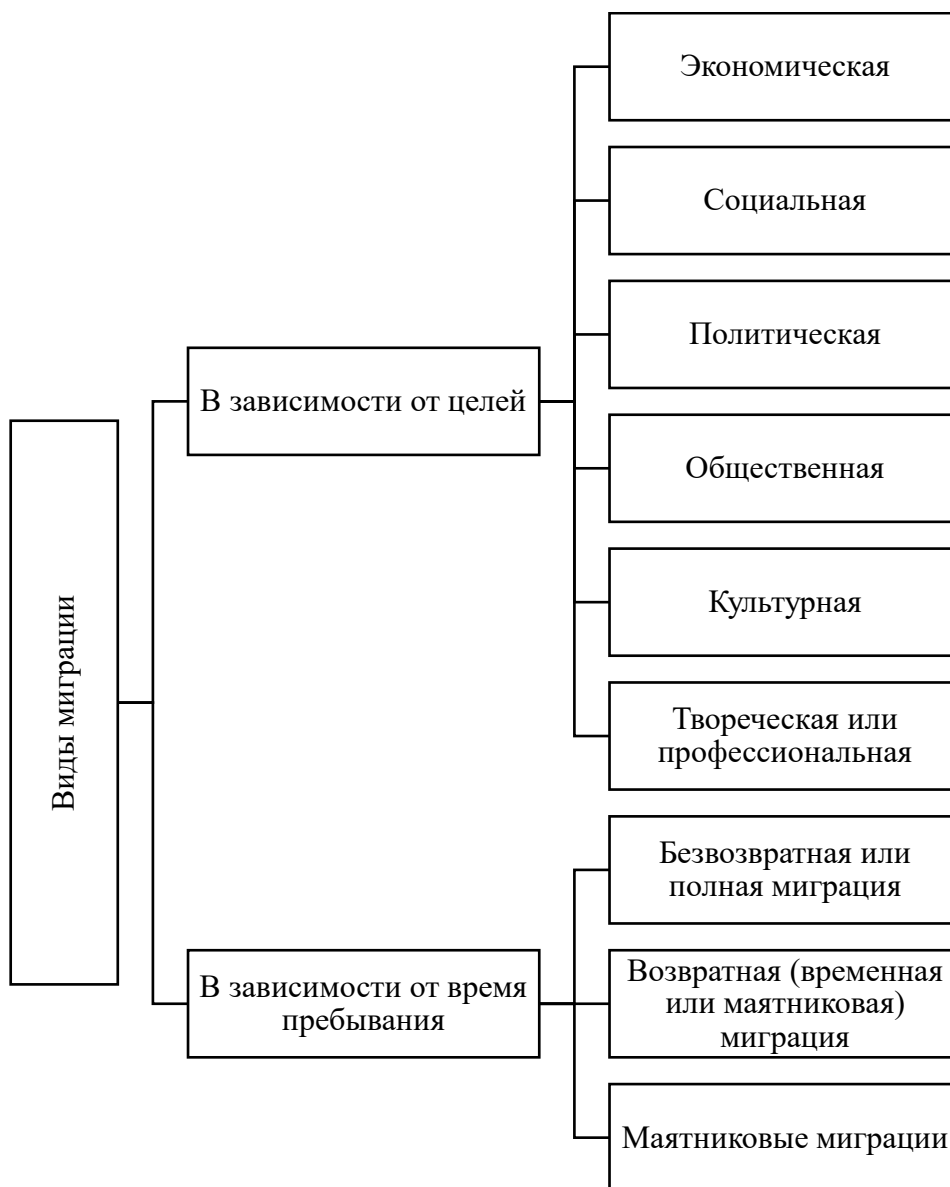 Виды миграции
В зависимости от целей
Экономическая
Социальная
Политическая
Общественная
Культурная
Твореческая или
профессиональная
В зависимости от время
пребывания
Безвозвратная или
полная миграция
Возвратная (временная
или маятниковая)
миграция
Маятниковые миграции